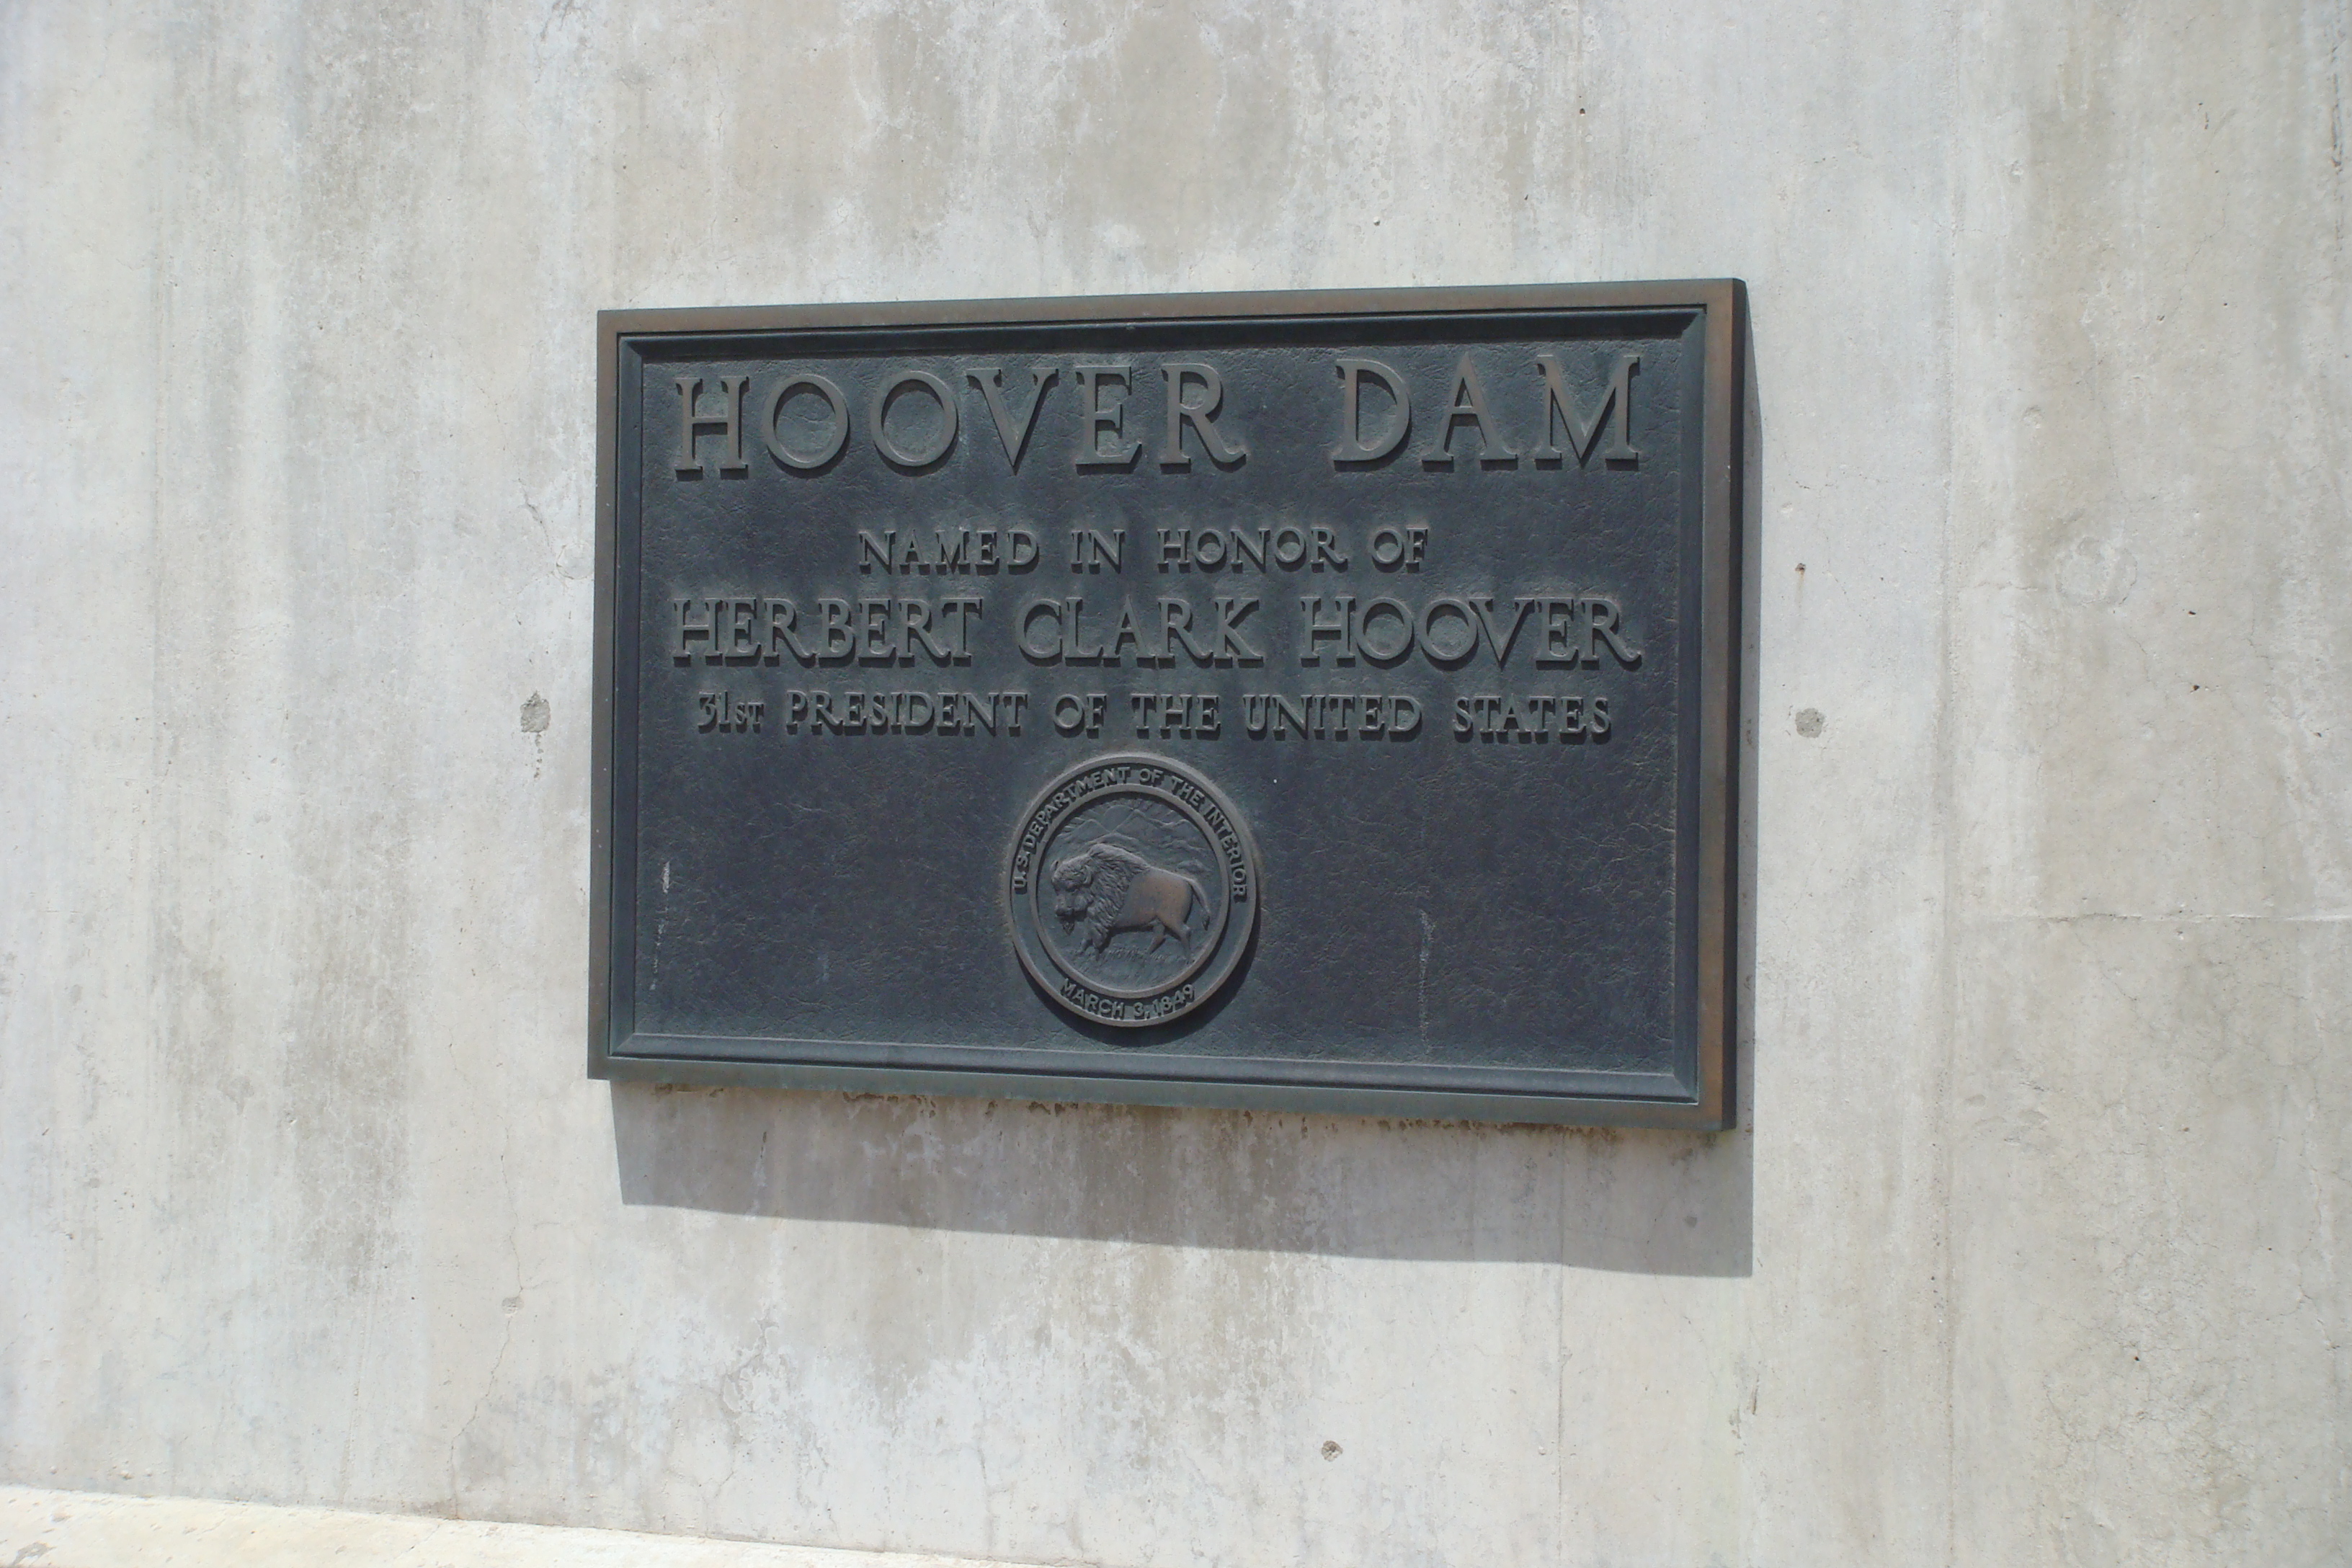 HOOVER DAM
NAMED IN HONOR OF
HERBERT CLARK HOOVER
31ST PRESIDENT OF THE UNITED STATES
U.S. DEPARTMENT OF THE INTERIOR
MARCH 3, 1849